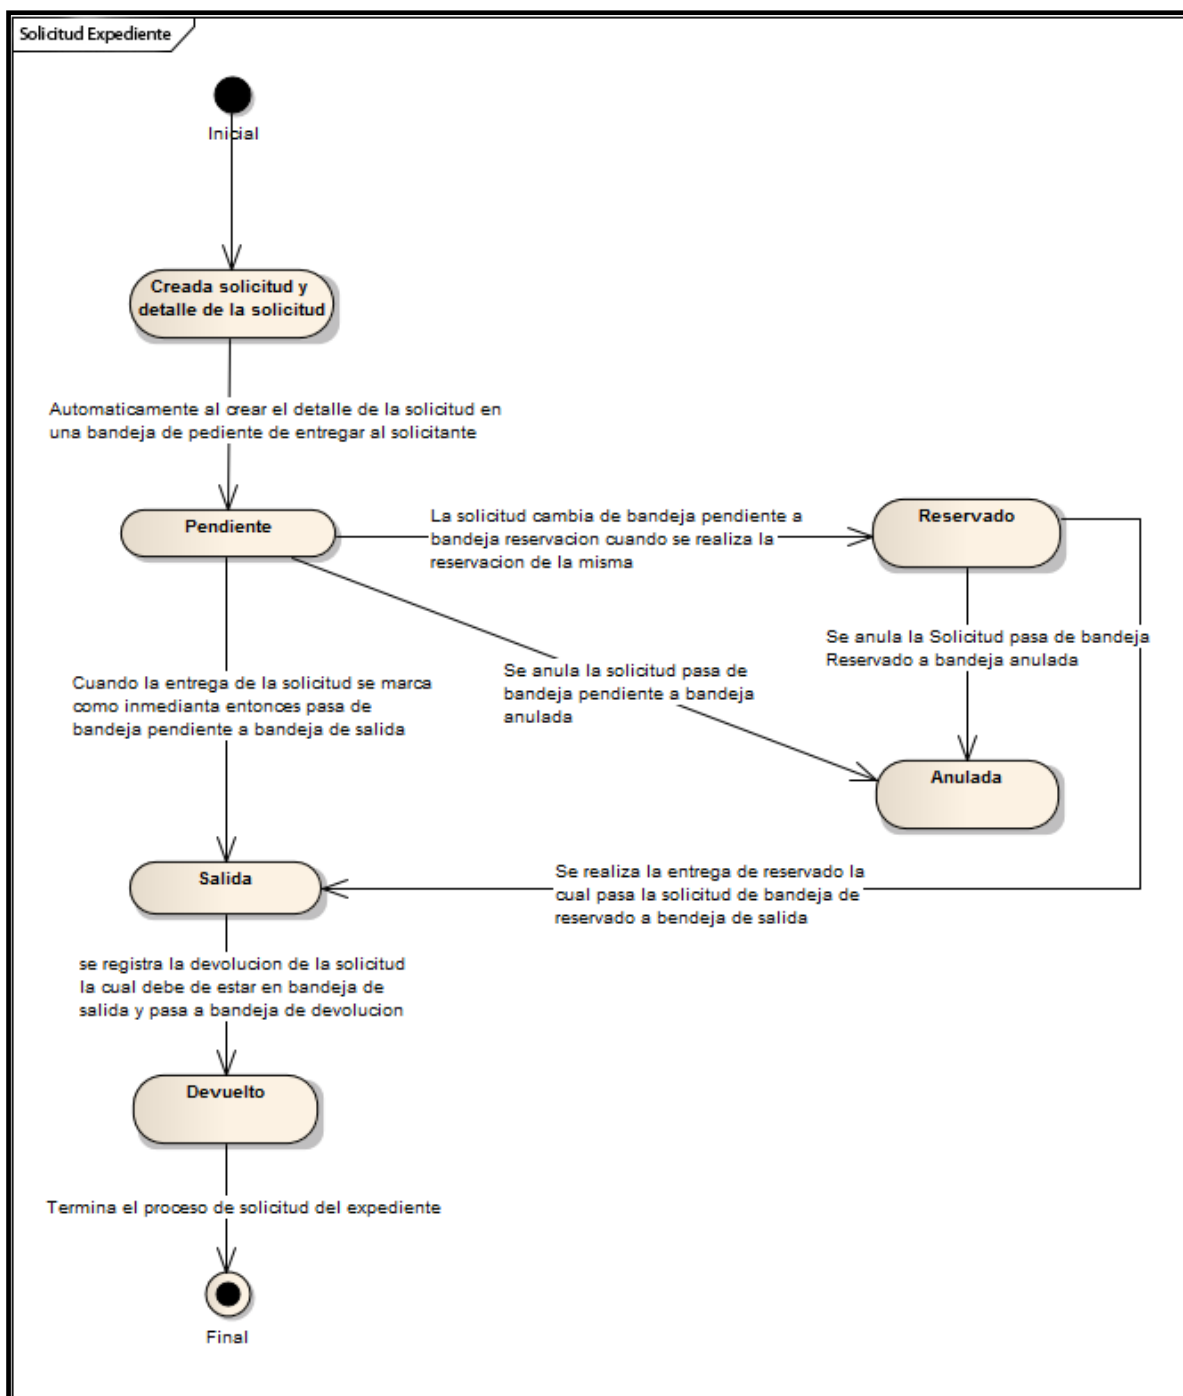 Solicitud Expediente
Inicial
Creada solicitud y
detalle de la solicitud
Automaticamente al crear el detalle de la solicitud en
una bandeja de pediente de entregar al solicitante
Pendiente
La solicitud cambia de bandeja pendiente a
bandeja reservacion cuando se realiza la
reservacion de la misma
Reservado
Se anula la Solicitud pasa de bandeja
Reservado a bandeja anulada
Se anula la solicitud pasa de
bandeja pendiente a bandeja
anulada
Cuando la entrega de la solicitud se marca
como inmedianta entonces pasa de
bandeja pendiente a bandeja de salida
Anulada
Salida
Se realiza la entrega de reservado la
cual pasa la solicitud de bandeja de
reservado a bendeja de salida
se registra la devolucion de la solicitud
la cual debe de estar en bandeja de
salida y pasa a bandeja de devolucion
Devuelto
Termina el proceso de solicitud del expediente
Final